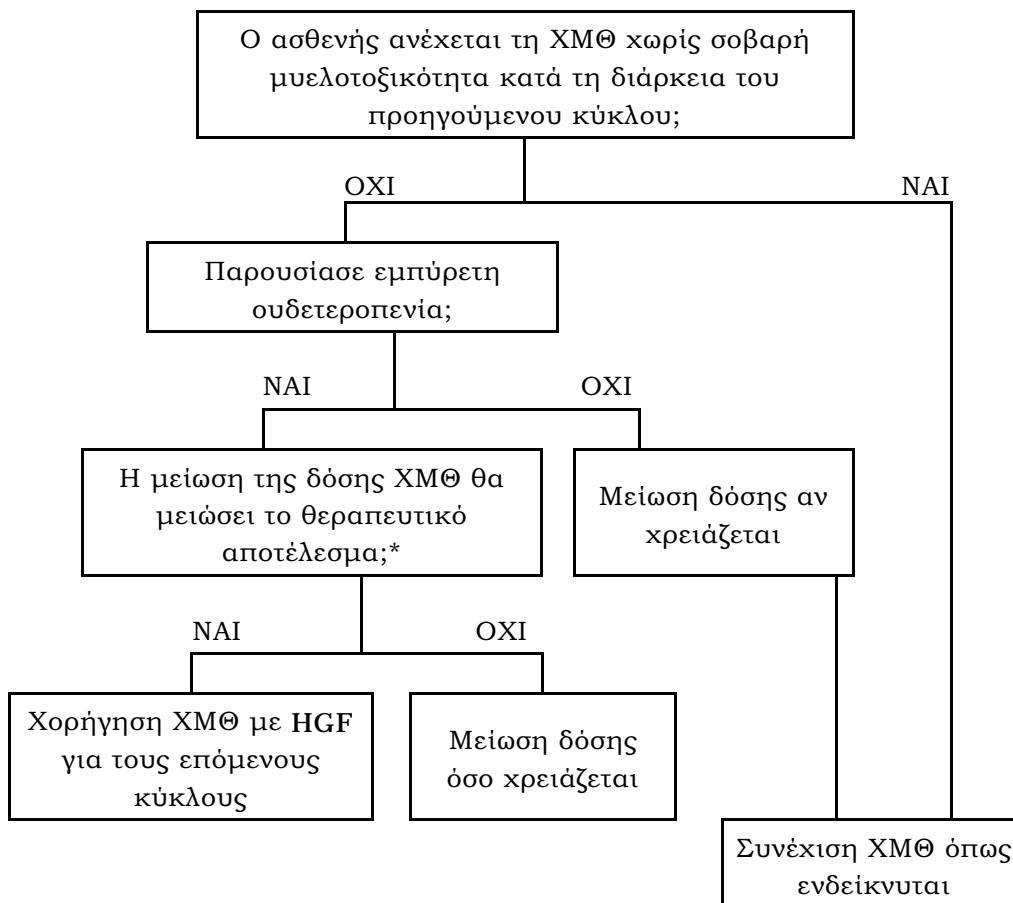 Ο ασθενής ανέχεται τη ΧΜΘ χωρίς σοβαρή
μυελοτοξικότητα κατά τη διάρκεια του
προηγούμενου κύκλου;
ΟΧΙ
ΝΑΙ
Παρουσίασε εμπύρετη
ουδετεροπενία;
ΝΑΙ
ΟΧΙ
Η μείωση της δόσης ΧΜΘ θα
μειώσει το θεραπευτικό
αποτέλεσμα;*
Μείωση δόσης αν
χρειάζεται
ΝΑΙ
ΟΧΙ
Χορήγηση ΧΜΘ με HGF
για τους επόμενους
κύκλους
Μείωση δόσης
όσο χρειάζεται
Συνέχιση ΧΜΘ όπως
ενδείκνυται